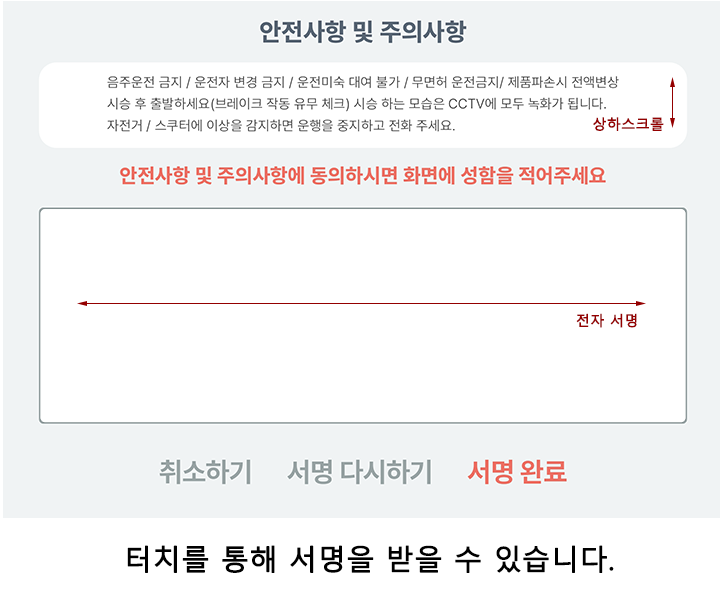 안전사항 및 주의사항
음주운전 금지 / 운전자 변경 금지 / 운전미숙 대여 불가 / 무면허 운전금지/ 제품파손시 전액변상
시승 후 출발하세요(브레이크 작동 유무 체크) 시승 하는 모습은 CCTV에 모두 녹화가 됩니다.
자전거 / 스쿠터에 이상을 감지하면 운행을 중지하고 전화 주세요.
상하스크롤
안전사항 및 주의사항에 동의하시면 화면에 성함을 적어주세요
전자 서명
취소하기 서명 다시하기 서명 완료
터치를 통해 서명을 받을 수 있습니다.